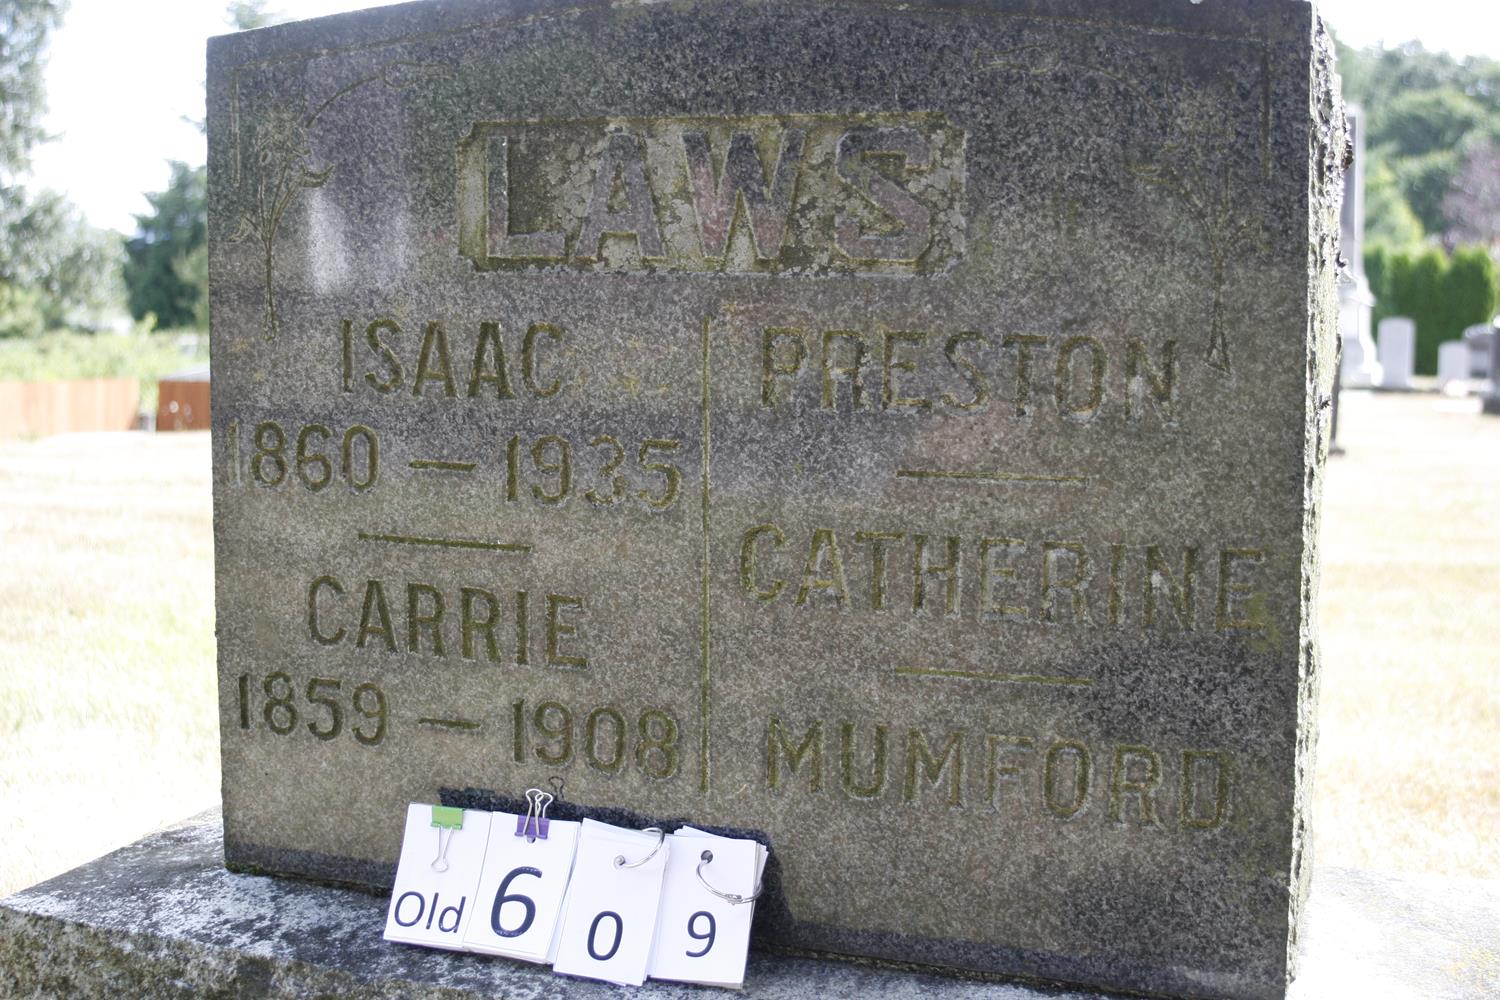 LAWS
ISAAC
1860 — 1935
CARRIE
1859 — 1908
PRESTON
CATHERINE
MUMFORD
Old 6 0 9